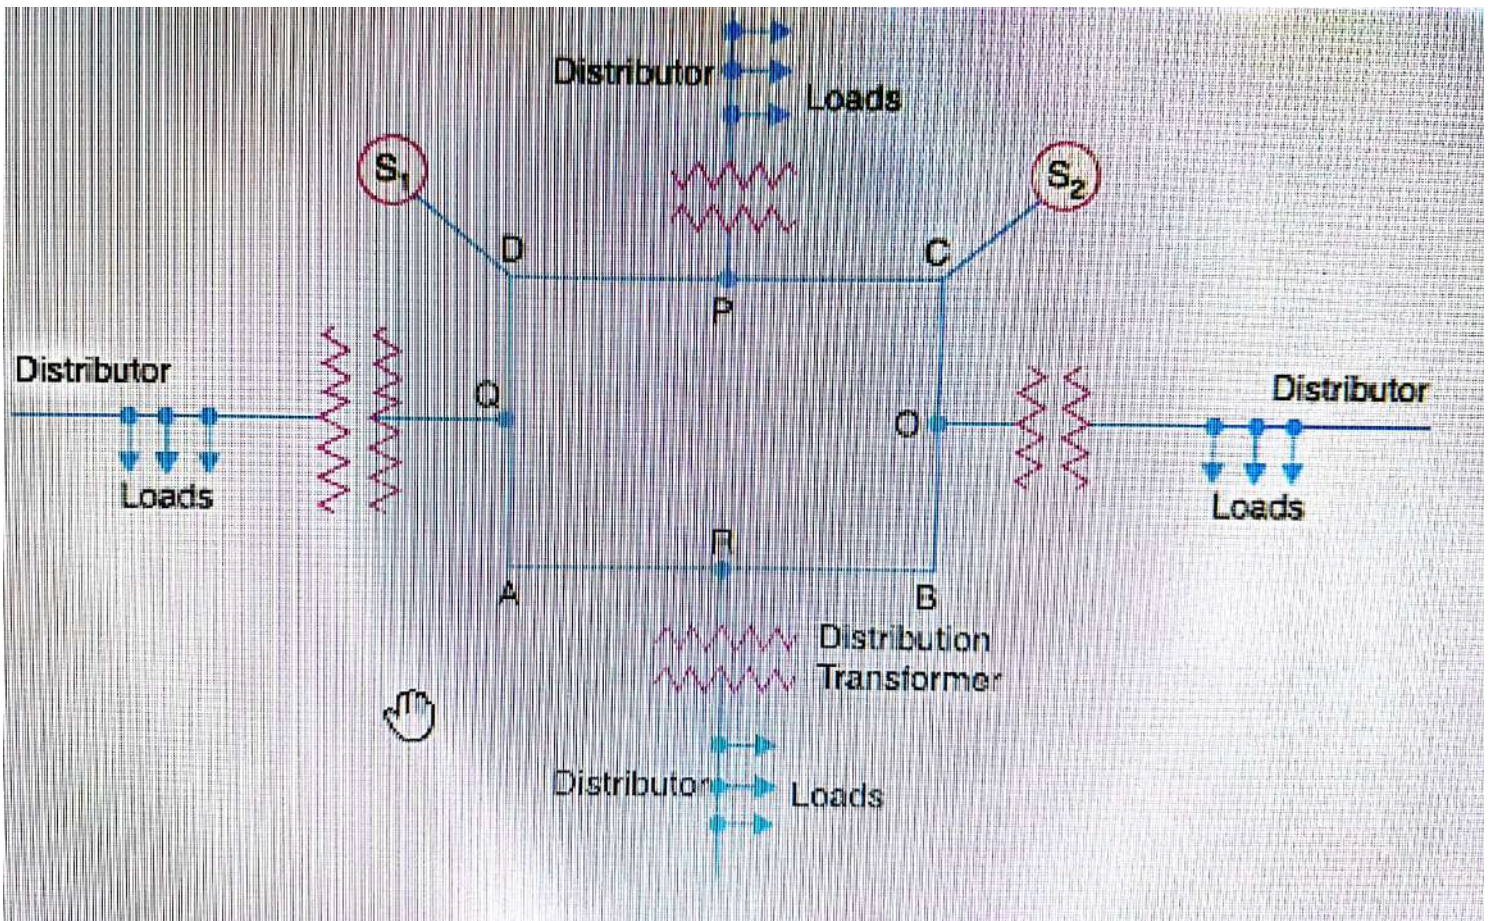 Distributor
Loads
S1
S2
D
C
P
Distributor
Q
Distributor
O
Loads
Loads
R
A
B
Distribution
Transformer
Distributor
Loads